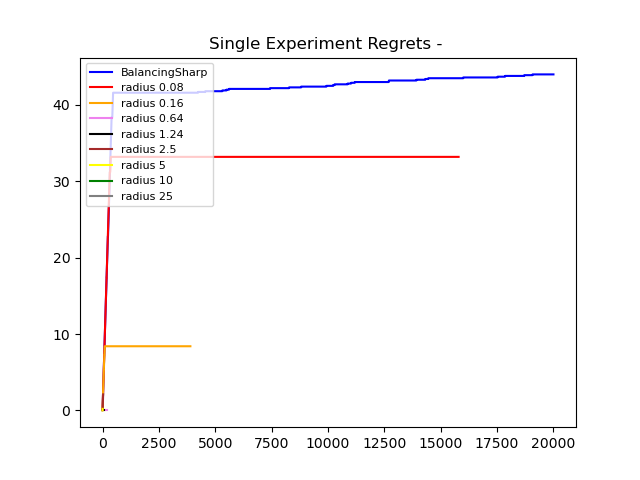 Single Experiment Regrets -
BalancingSharp
radius 0.08
radius 0.16
radius 0.64
radius 1.24
radius 2.5
radius 5
radius 10
radius 25
40
30
20
10
0
0 2500 5000 7500 10000 12500 15000 17500 20000